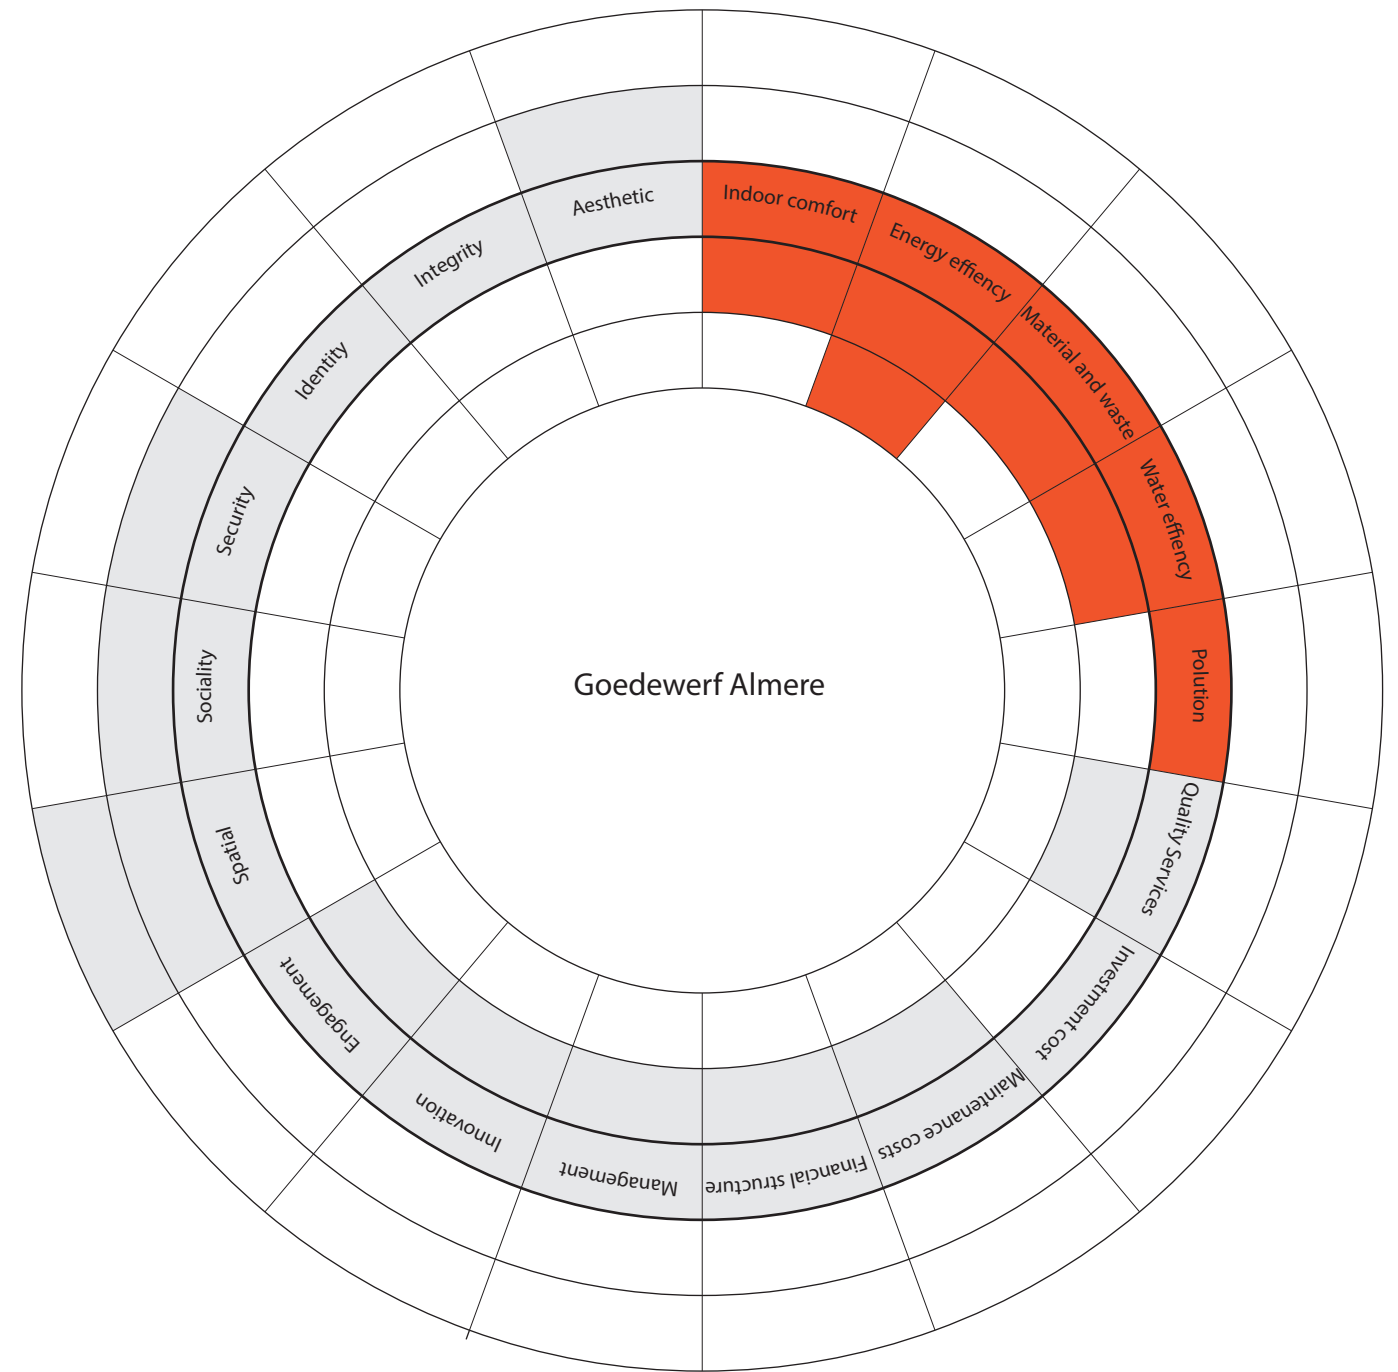 Indoor comfort
Energy effiency
Material and waste
Water effiency
Polution
Quality Services
Investment cost
Maintenance costs
Financial structure
Management
Innovation
Engagement
Spatial
Sociality
Security
Identity
Integrity
Aesthetic
Goedewerf Almere